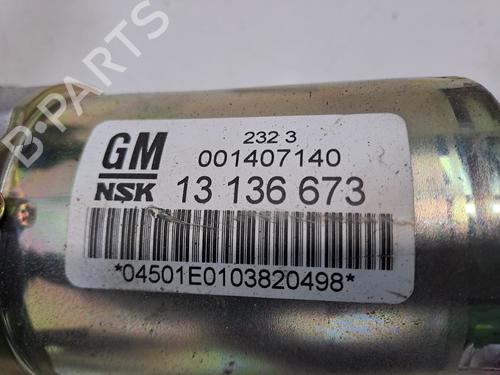 B-PARTS
GM
232 3
001407140
NSK 13 136 673
*04501E0103820498*